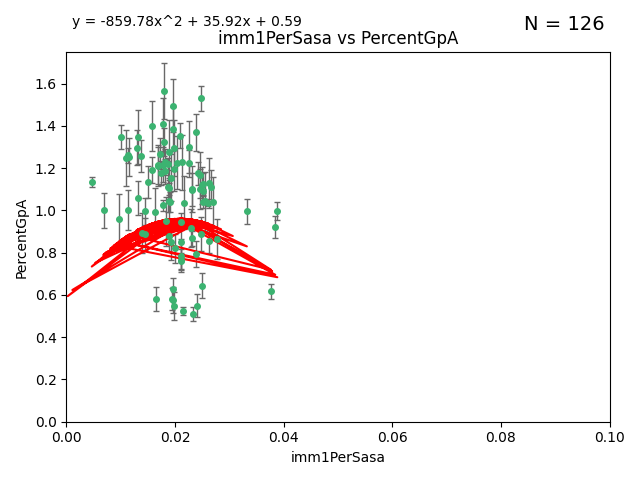 y = -859.78x^2 + 35.92x + 0.59
N = 126
imm1PerSasa vs PercentGpA
PercentGpA
1.6
1.4
1.2
1.0
0.8
0.6
0.4
0.2
0.0
0.00 0.02 0.04 0.06 0.08 0.10
imm1PerSasa